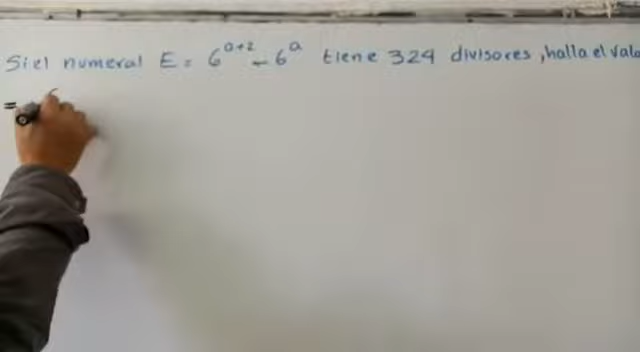 Si el numeral E = 6^{a+2} - 6^a tiene 324 divisores, halla el valo
=